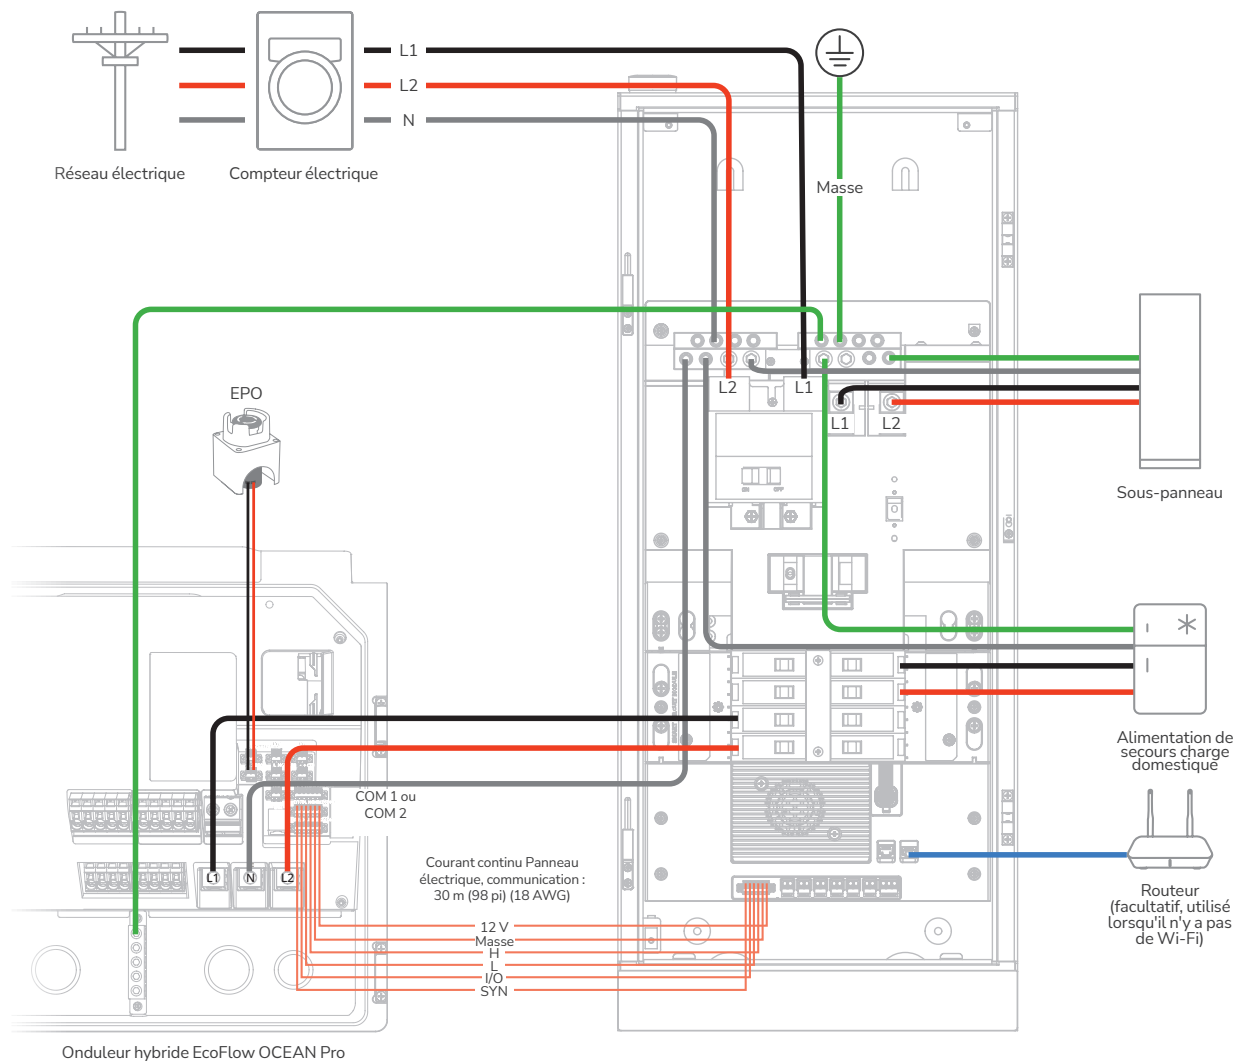 L1
L2
N
Réseau électrique
Compteur électrique
Masse
L2
L1
L1
L2
EPO
ON
OFF
Sous-panneau
Alimentation de
secours charge
domestique
COM 1 ou
COM 2
L1
N
L2
Courant continu Panneau
électrique, communication :
30 m (98 pi) (18 AWG)
12 V
Masse
H
L
I/O
SYN
Routeur
(facultatif, utilisé
lorsqu'il n'y a pas
de Wi-Fi)
Onduleur hybride EcoFlow OCEAN Pro